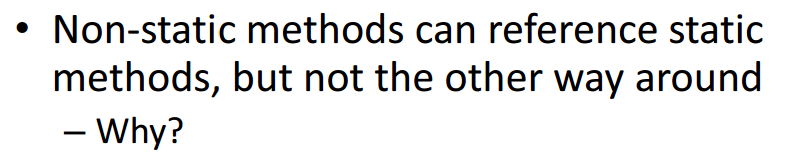 • Non-static methods can reference static
methods, but not the other way around
– Why?